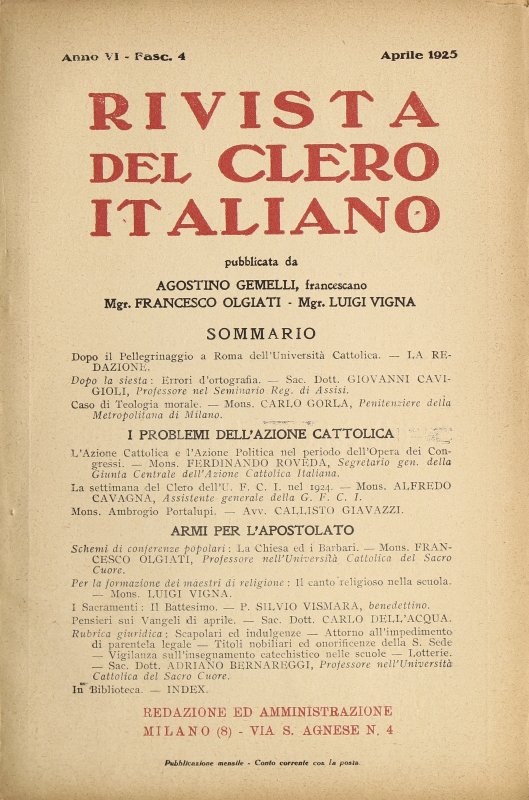 Anno VI - Fasc. 4
Aprile 1925
RIVISTA
DEL CLERO
ITALIANO
pubblicata da
AGOSTINO GEMELLI, francescano
Mgr. FRANCESCO OLGIATI - Mgr. LUIGI VIGNA
SOMMARIO
Dopo il Pellegrinaggio a Roma dell'Università Cattolica. — LA RE-
DAZIONE.
Dopo la siesta: Errori d'ortografia. — Sac. Dott. GIOVANNI CAVI-
GIOLI, Professore nel Seminario Reg. di Assisi.
Caso di Teologia morale. — Mons. CARLO GORLA, Penitenziere della
Metropolitana di Milano.
I PROBLEMI DELL'AZIONE CATTOLICA
L'Azione Cattolica e l'Azione Politica nel periodo dell'Opera dei Con-
gressi. — Mons. FERDINANDO ROVEDA, Segretario gen. della
Giunta Centrale dell'Azione Cattolica Italiana.
La settimana del Clero dell'U. F. C. I. nel 1924. — Mons. ALFREDO
CAVAGNA, Assistente generale della G. F. C. I.
Mons. Ambrogio Portalupi. — Avv. CALLISTO GIAVAZZI.
ARMI PER L'APOSTOLATO
Schemi di conferenze popolari: La Chiesa ed i Barbari. — Mons. FRAN-
CESCO OLGIATI, Professore nell'Università Cattolica del Sacro
Cuore.
Per la formazione dei maestri di religione: Il canto religioso nella scuola.
— Mons. LUIGI VIGNA.
I Sacramenti: Il Battesimo. — P. SILVIO VISMARA, benedettino.
Pensieri sui Vangeli di aprile. — Sac. Dott. CARLO DELL'ACQUA.
Rubrica giuridica: Scapolari ed indulgenze — Attorno all'impedimento
di parentela legale — Titoli nobiliari ed onorificenze della S. Sede
— Vigilanza sull'insegnamento catechistico nelle scuole — Lotterie.
— Sac. Dott. ADRIANO BERNAREGGI, Professore nell'Università
Cattolica del Sacro Cuore.
In Biblioteca. — INDEX.
REDAZIONE ED AMMINISTRAZIONE
MILANO (8) - VIA S. AGNESE N. 4
Pubblicazione mensile - Conto corrente con la posta.